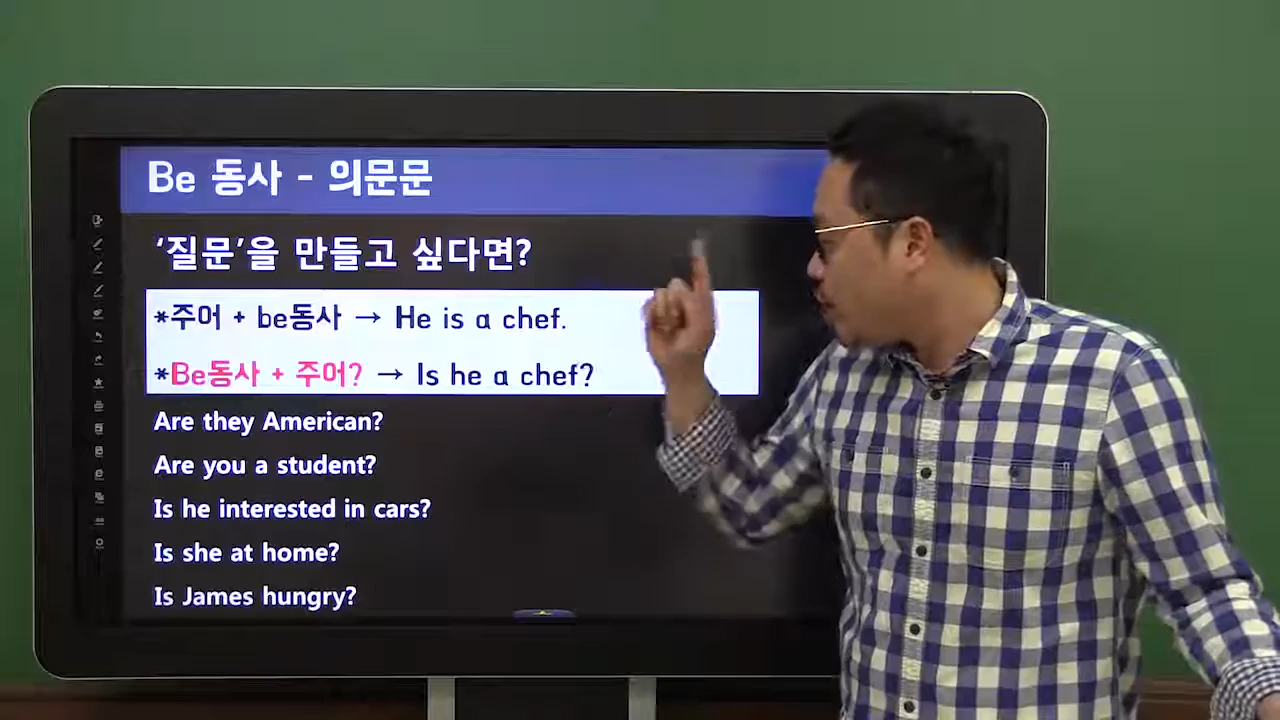 Be 동사 - 의문문
‘질문’을 만들고 싶다면?
*주어 + be동사 → He is a chef.
*Be동사 + 주어? → Is he a chef?
Are they American?
Are you a student?
Is he interested in cars?
Is she at home?
Is James hungry?